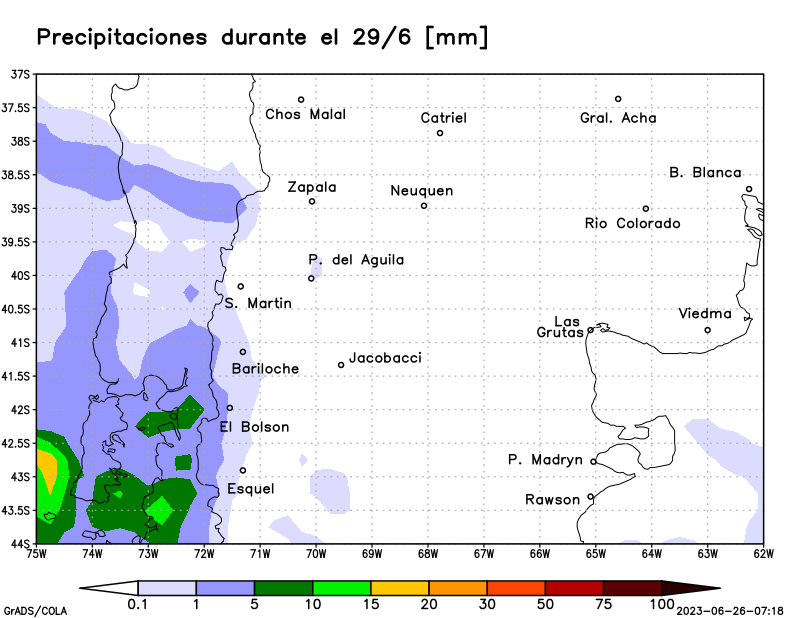 Precipitaciones durante el 29/6 [mm]
37S
37.5S
Chos Malal
Catriel
Gral. Acha
38S
38.5S
B. Blanca
Zapala
Neuquen
39S
Rio Colorado
39.5S
P. del Aguila
40S
S. Martin
40.5S
Viedma
Las
Grutas
41S
Jacobacci
Bariloche
41.5S
42S
El Bolson
42.5S
P. Madryn
43S
Esquel
Rawson
43.5S
44S
75W 74W 73W 72W 71W 70W 69W 68W 67W 66W 65W 64W 63W 62W
0.1 1 5 10 15 20 30 50 75 100
GrADS/COLA
2023-06-26-07:18